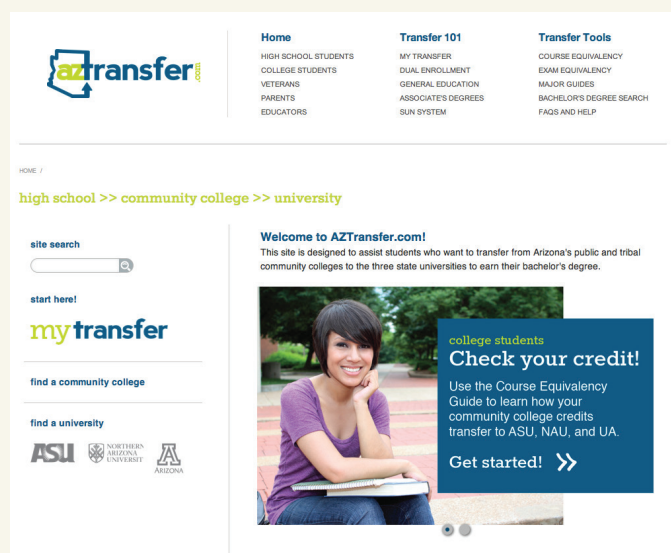 aztransfer.com
Home
HIGH SCHOOL STUDENTS
COLLEGE STUDENTS
VETERANS
PARENTS
EDUCATORS
Transfer 101
MY TRANSFER
DUAL ENROLLMENT
GENERAL EDUCATION
ASSOCIATE'S DEGREES
SUN SYSTEM
Transfer Tools
COURSE EQUIVALENCY
EXAM EQUIVALENCY
MAJOR GUIDES
BACHELOR'S DEGREE SEARCH
FAQS AND HELP
HOME /
high school >> community college >> university
site search
start here!
mytransfer
find a community college
find a university
ASU
NORTHERN
ARIZONA
UNIVERSIT
A
ARIZONA
Welcome to AZTransfer.com!
This site is designed to assist students who want to transfer from Arizona's public and tribal
community colleges to the three state universities to earn their bachelor's degree.
college students
Check your credit!
Use the Course Equivalency
Guide to learn how your
community college credits
transfer to ASU, NAU, and UA.
Get started! >>